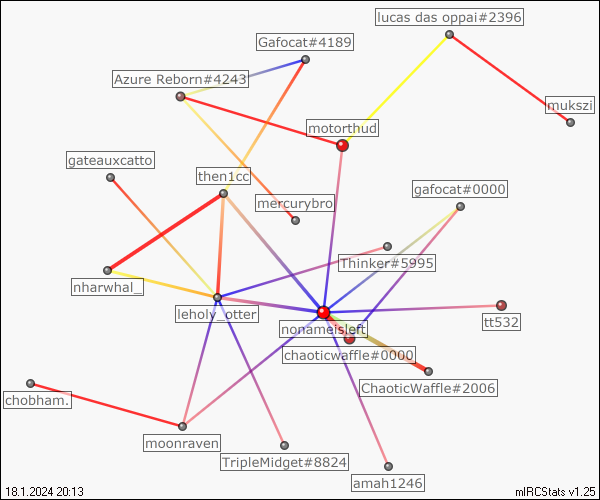 lucas das oppai#2396
Gafocat#4189
Azure Reborn#4243
mukszi
motorthud
gateauxcatto
then1cc
gafocat#0000
mercurybro
Thinker#5995
nharwhal_
leholy_otter
tt532
nonameisleft
chaoticwaffle#0000
ChaoticWaffle#2006
chobham.
moonraven
TripleMidget#8824
amah1246
18.1.2024 20:13
mIRCStats v1.25